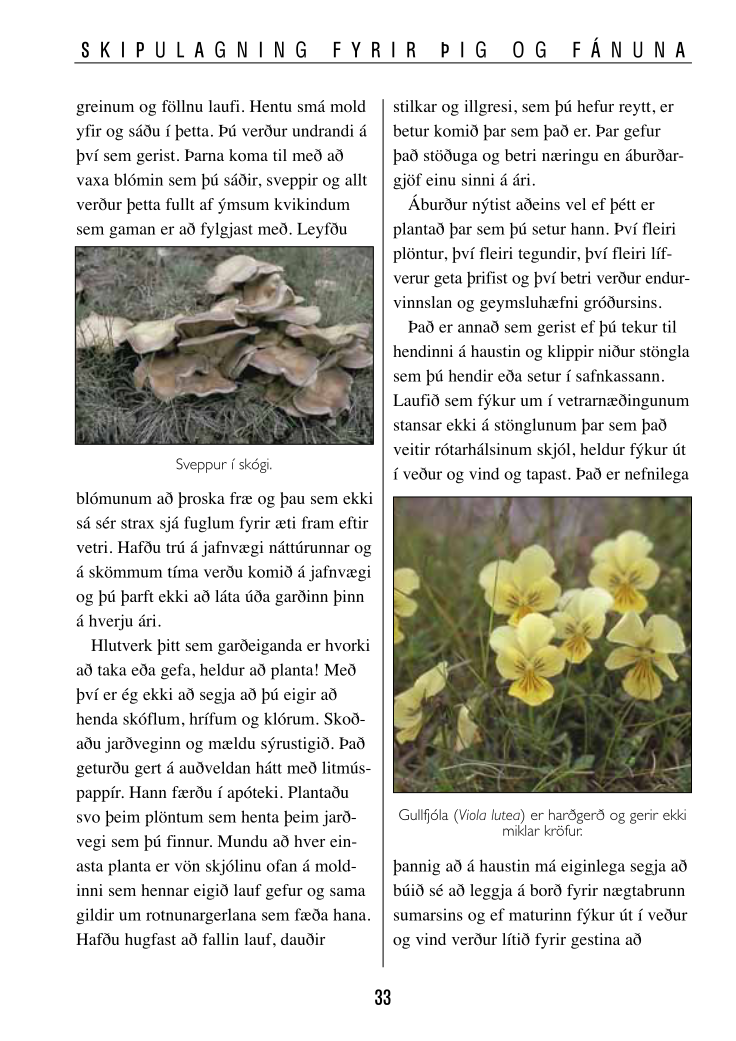 SKIPULAGNING FYRIR ÞIG OG FÁNUNA
greinum og föllnu laufi. Hentu smá mold
yfir og sáðu í þetta. Þú verður undrandi á
því sem gerist. Þarna koma til með að
vaxa blómin sem þú sáðir, sveppir og allt
verður þetta fullt af ýmsum kvikindum
sem gaman er að fylgjast með. Leyfðu
Sveppur í skógi.
blómunum að þroska fræ og þau sem ekki
sá sér strax sjá fuglum fyrir æti fram eftir
vetri. Hafðu trú á jafnvægi náttúrunnar og
á skömmum tíma verðu komið á jafnvægi
og þú þarft ekki að láta úða garðinn þinn
á hverju ári.
Hlutverk þitt sem garðeiganda er hvorki
að taka eða gefa, heldur að planta! Með
því er ég ekki að segja að þú eigir að
henda skóflum, hrífum og klórum. Skoð-
aðu jarðveginn og mældu sýrustigið. Það
geturðu gert á auðveldan hátt með litmús-
pappír. Hann færðu í apóteki. Plantaðu
svo þeim plöntum sem henta þeim jarð-
vegi sem þú finnur. Mundu að hver ein-
asta planta er vön skjólinu ofan á mold-
inni sem hennar eigið lauf gefur og sama
gildir um rotnunargerlana sem fæða hana.
Hafðu hugfast að fallin lauf, dauðir
stilkar og illgresi, sem þú hefur reytt, er
betur komið þar sem það er. Þar gefur
það stöðuga og betri næringu en áburðar-
gjöf einu sinni á ári.
Áburður nýtist aðeins vel ef þétt er
plantað þar sem þú setur hann. Því fleiri
plöntur, því fleiri tegundir, því fleiri líf-
verur geta þrifist og því betri verður endur-
vinnslan og geymsluhæfni gróðursins.
Það er annað sem gerist ef þú tekur til
hendinni á haustin og klippir niður stöngla
sem þú hendir eða setur í safnkassann.
Laufið sem fýkur um í vetrarnæðingunum
stansar ekki á stönglunum þar sem það
veitir rótarhálsinum skjól, heldur fýkur út
í veður og vind og tapast. Það er nefnilega
Gullfjóla (Viola lutea) er harðgerð og gerir ekki
miklar kröfur.
þannig að á haustin má eiginlega segja að
búið sé að leggja á borð fyrir nægtabrunn
sumarsins og ef maturinn fýkur út í veður
og vind verður lítið fyrir gestina að
33